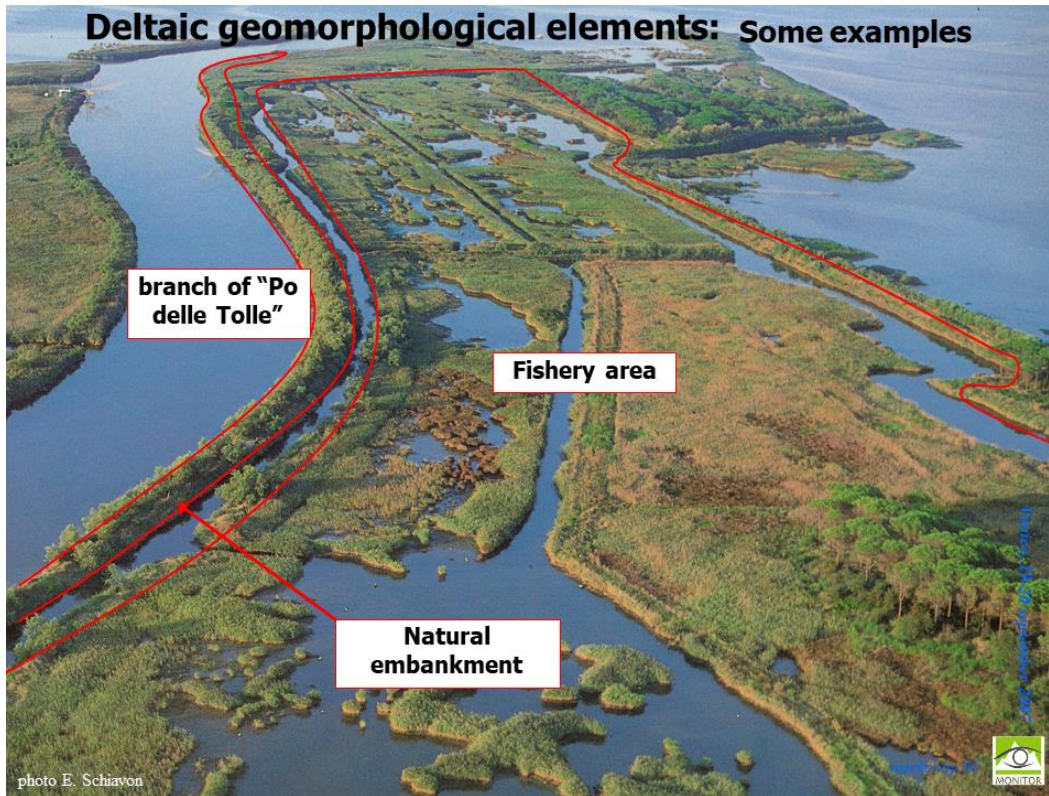 Deltaic geomorphological elements: Some examples
branch of “Po
delle Tolle”
Fishery area
Natural
embankment
photo E. Schiavon
MONITOR